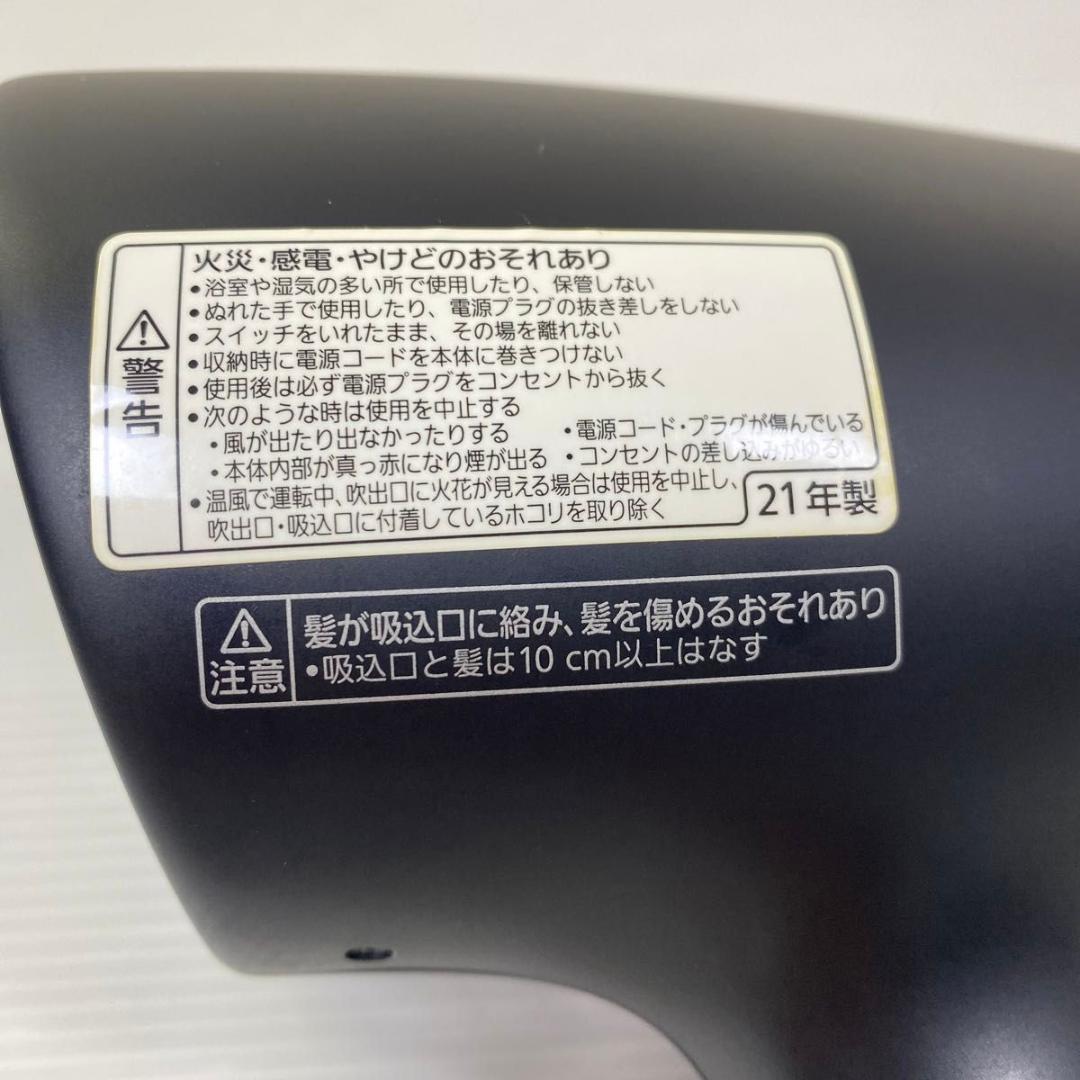 警告
火災・感電・やけどのおそれあり
●浴室や湿気の多い所で使用したり、保管しない
●ぬれた手で使用したり、電源プラグの抜き差しをしない
●スイッチをいれたまま、その場を離れない
●収納時に電源コードを本体に巻きつけない
●使用後は必ず電源プラグをコンセントから抜く
●次のような時は使用を中止する
・風が出たり出なかったりする ・電源コード・プラグが傷んでいる
・本体内部が真っ赤になり煙が出る ・コンセントの差し込みがゆるい
●温風で運転中、吹出口に火花が見える場合は使用を中止し、
吹出口・吸込口に付着しているホコリを取り除く
21年製
注意
髪が吸込口に絡み、髪を傷めるおそれあり
●吸込口と髪は10 cm以上はなす